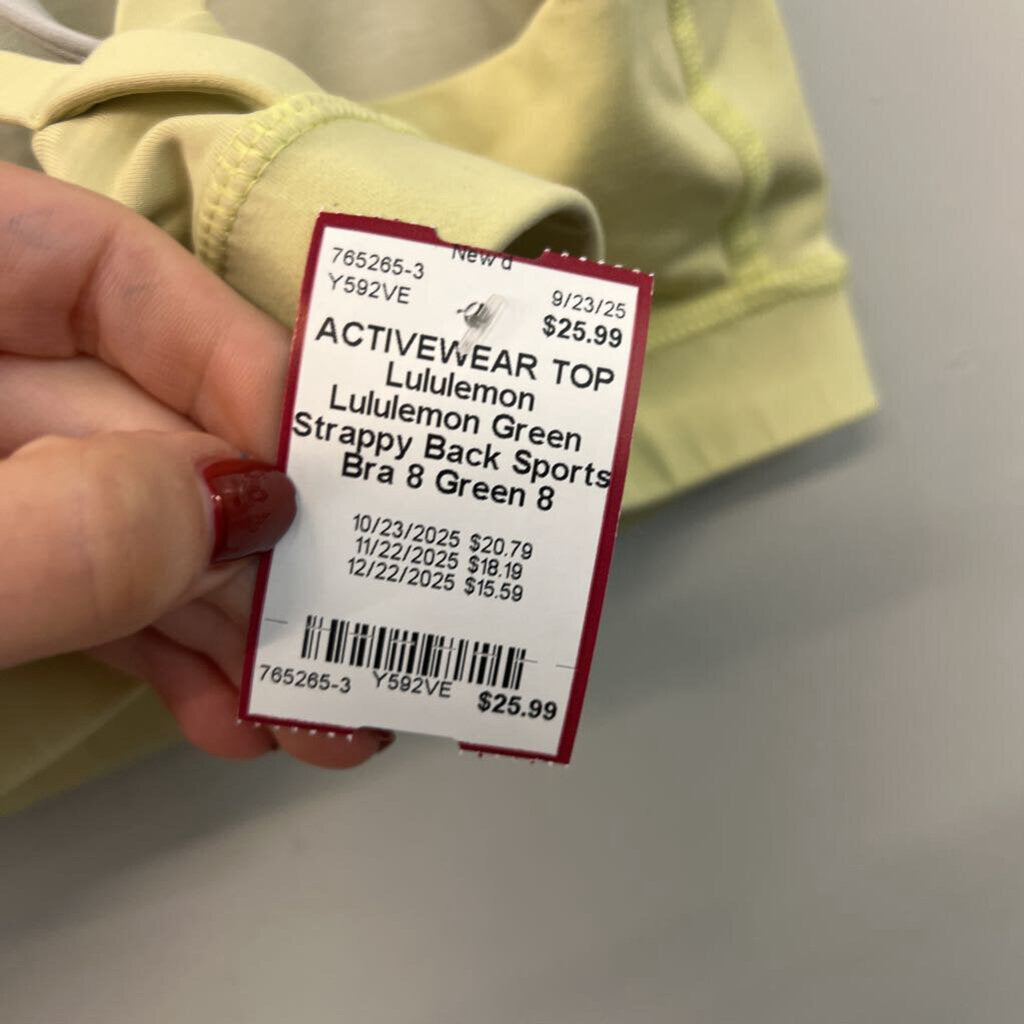 New'd
765265-3
Y592VE
9/23/25
$25.99
ACTIVEWEAR TOP
Lululemon
Lululemon Green
Strappy Back Sports
Bra 8 Green 8
10/23/2025 $20.79
11/22/2025 $18.19
12/22/2025 $15.59
765265-3 Y592VE $25.99